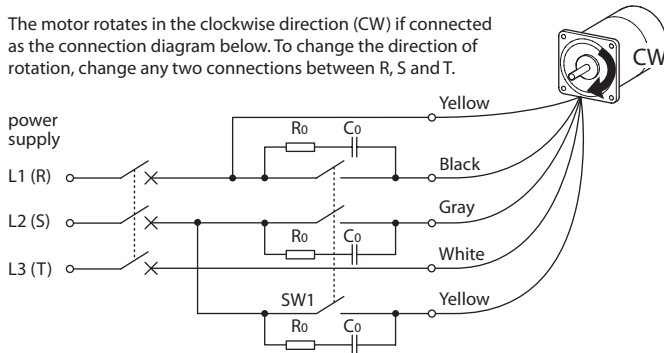 The motor rotates in the clockwise direction (CW) if connected
as the connection diagram below. To change the direction of
rotation, change any two connections between R, S and T.
CW
power
supply
Yellow
R0 C0
L1 (R)
Black
L2 (S)
Gray
R0 C0
L3 (T)
White
SW1
Yellow
R0 C0